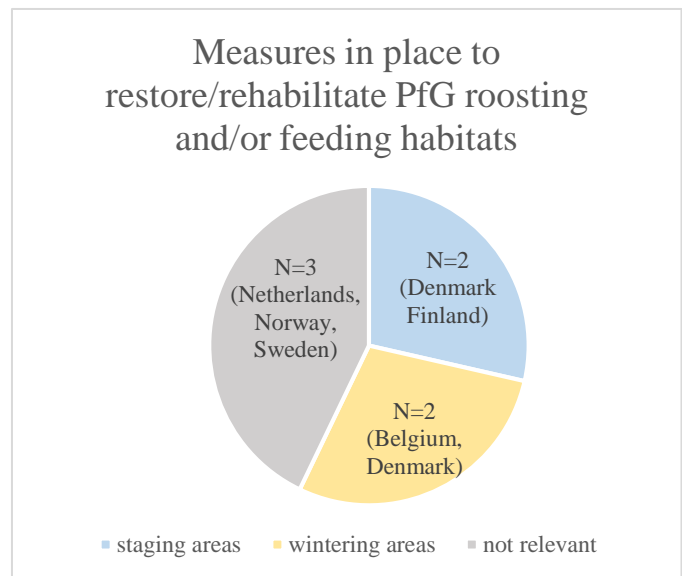 Measures in place to
restore/rehabilitate PfG roosting
and/or feeding habitats
N=3
(Netherlands,
Norway,
Sweden)
N=2
(Denmark
Finland)
N=2
(Belgium,
Denmark)
staging areas wintering areas not relevant